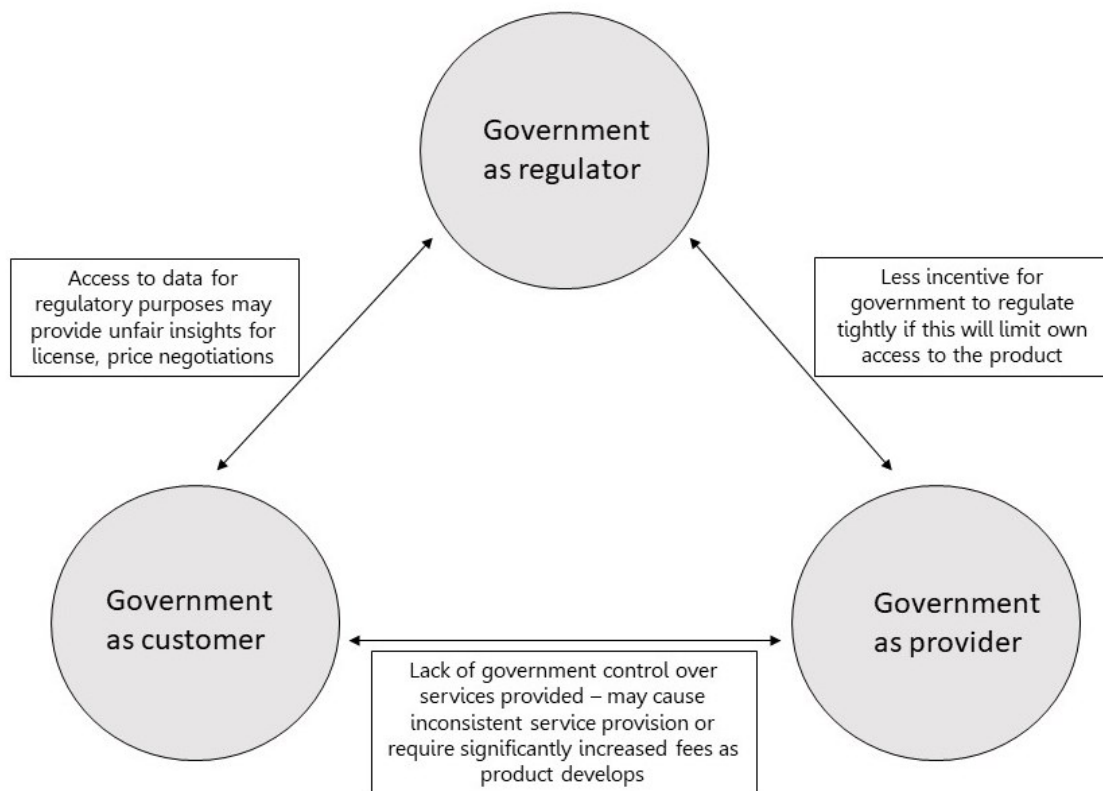 Government
as regulator
Access to data for
regulatory purposes may
provide unfair insights for
license, price negotiations
Less incentive for
government to regulate
tightly if this will limit own
access to the product
Government
as customer
Government
as provider
Lack of government control over
services provided – may cause
inconsistent service provision or
require significantly increased fees as
product develops